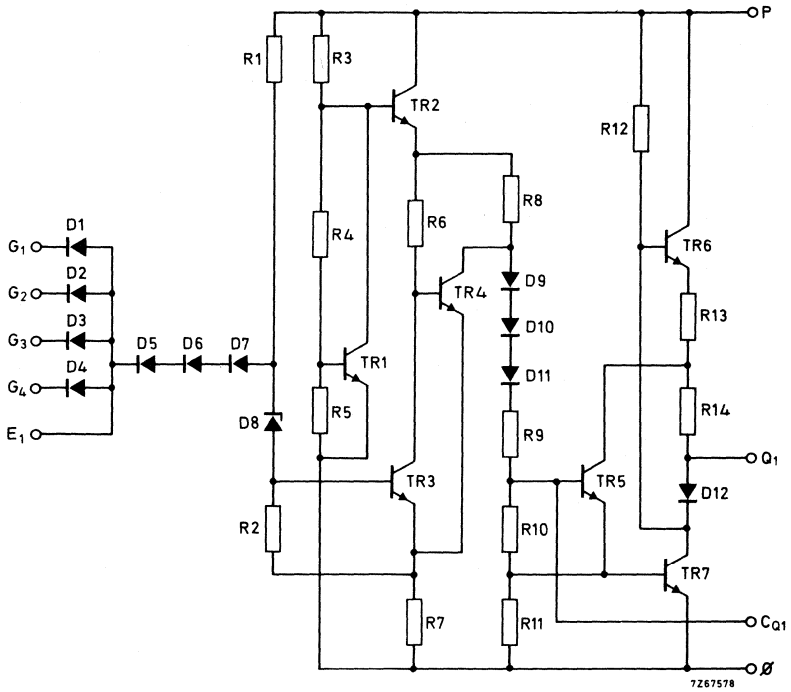 P
R1
R3
TR2
R12
R8
R4
R6
TR6
D1
G1
D2
TR4
D9
G2
D3
D10
R13
G3
D4
D5
D6
D7
TR1
D11
G4
R14
D8
R5
R9
E1
Q1
TR3
TR5
D12
R2
R10
TR7
R7
R11
CQ1
Ø
7Z67578